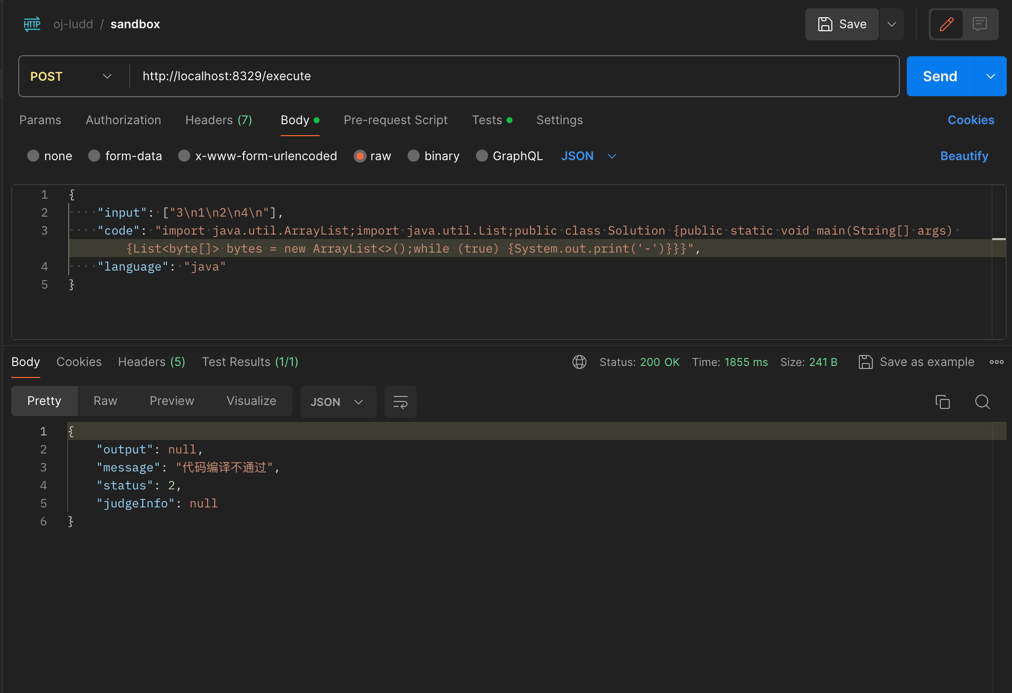 HTTP oj-ludd / sandbox Save
POST http://localhost:8329/execute Send
Params Authorization Headers (7) Body Pre-request Script Tests Settings Cookies
none form-data x-www-form-urlencoded raw binary GraphQL JSON Beautify
1 {
2 ····"input":·["3\n1\n2\n4\n"],
3 ····"code":·"import·java.util.ArrayList;import·java.util.List;public·class·Solution·{public·static·void·main(String[]·args)·
{List<byte[]>·bytes·=·new·ArrayList<>();while·(true)·{System.out.print('-')}}}",
4 ····"language":·"java"
5 }
Body Cookies Headers (5) Test Results (1/1) Status: 200 OK Time: 1855 ms Size: 241 B Save as example
Pretty Raw Preview Visualize JSON
1 {
2 "output": null,
3 "message": "代码编译不通过",
4 "status": 2,
5 "judgeInfo": null
6 }